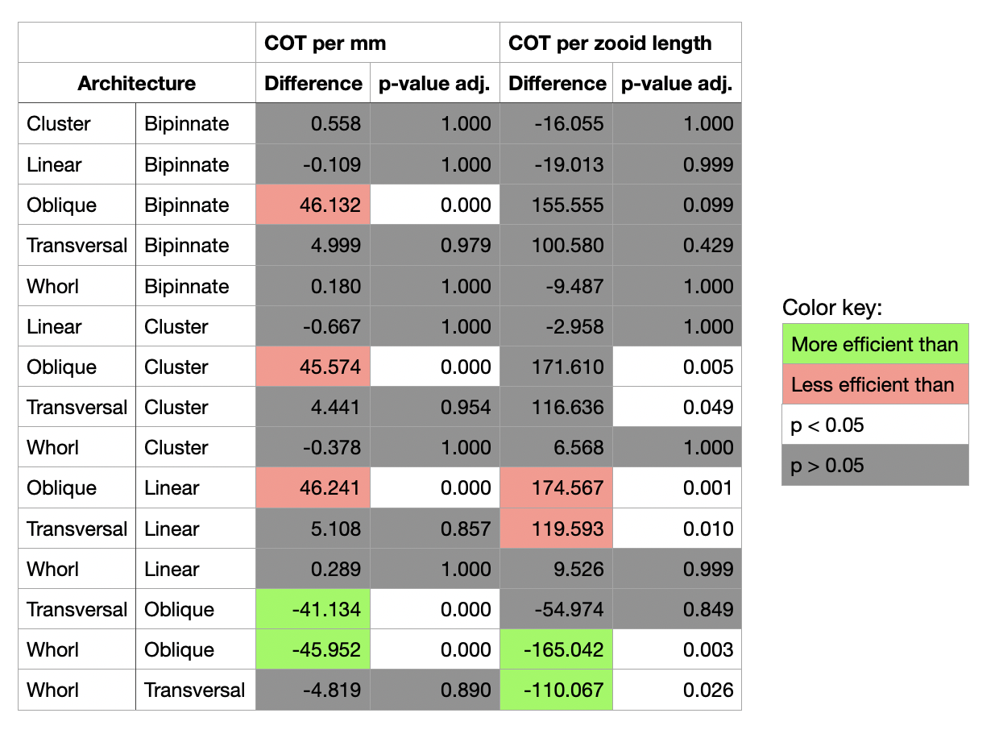 COT per mm COT per zooid length
Architecture Difference p-value adj. Difference p-value adj.
Cluster Bipinnate 0.558 1.000 -16.055 1.000
Linear Bipinnate -0.109 1.000 -19.013 0.999
Oblique Bipinnate 46.132 0.000 155.555 0.099
Transversal Bipinnate 4.999 0.979 100.580 0.429
Whorl Bipinnate 0.180 1.000 -9.487 1.000
Linear Cluster -0.667 1.000 -2.958 1.000
Oblique Cluster 45.574 0.000 171.610 0.005
Transversal Cluster 4.441 0.954 116.636 0.049
Whorl Cluster -0.378 1.000 6.568 1.000
Oblique Linear 46.241 0.000 174.567 0.001
Transversal Linear 5.108 0.857 119.593 0.010
Whorl Linear 0.289 1.000 9.526 0.999
Transversal Oblique -41.134 0.000 -54.974 0.849
Whorl Oblique -45.952 0.000 -165.042 0.003
Whorl Transversal -4.819 0.890 -110.067 0.026
Color key:
More efficient than
Less efficient than
p < 0.05
p > 0.05